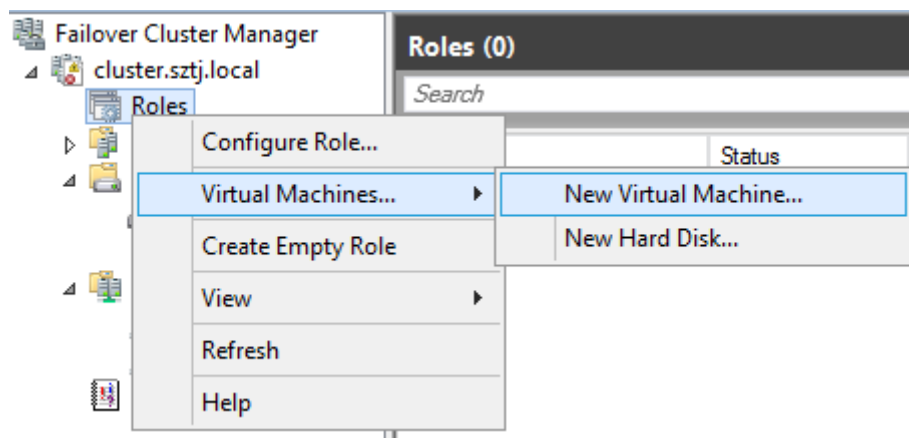 Failover Cluster Manager
cluster.sztj.local
Roles
Roles (0)
Search
Status
Configure Role...
Virtual Machines...
Create Empty Role
View
Refresh
Help
New Virtual Machine...
New Hard Disk...